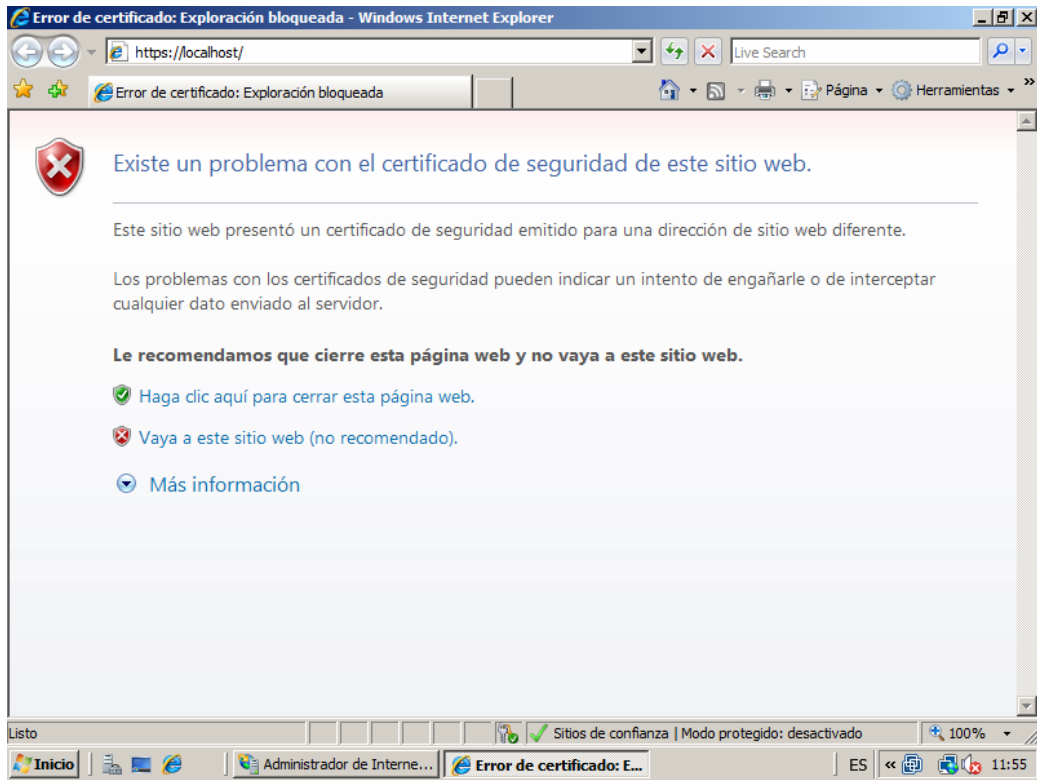 Error de certificado: Exploración bloqueada - Windows Internet Explorer
https://localhost/
Live Search
Error de certificado: Exploración bloqueada
Página
Herramientas
»
Existe un problema con el certificado de seguridad de este sitio web.
Este sitio web presentó un certificado de seguridad emitido para una dirección de sitio web diferente.
Los problemas con los certificados de seguridad pueden indicar un intento de engañarle o de interceptar
cualquier dato enviado al servidor.
Le recomendamos que cierre esta página web y no vaya a este sitio web.
Haga clic aquí para cerrar esta página web.
Vaya a este sitio web (no recomendado).
Más información
Listo
Sitios de confianza | Modo protegido: desactivado
100%
Inicio
Administrador de Interne...
Error de certificado: E...
ES
«
11:55